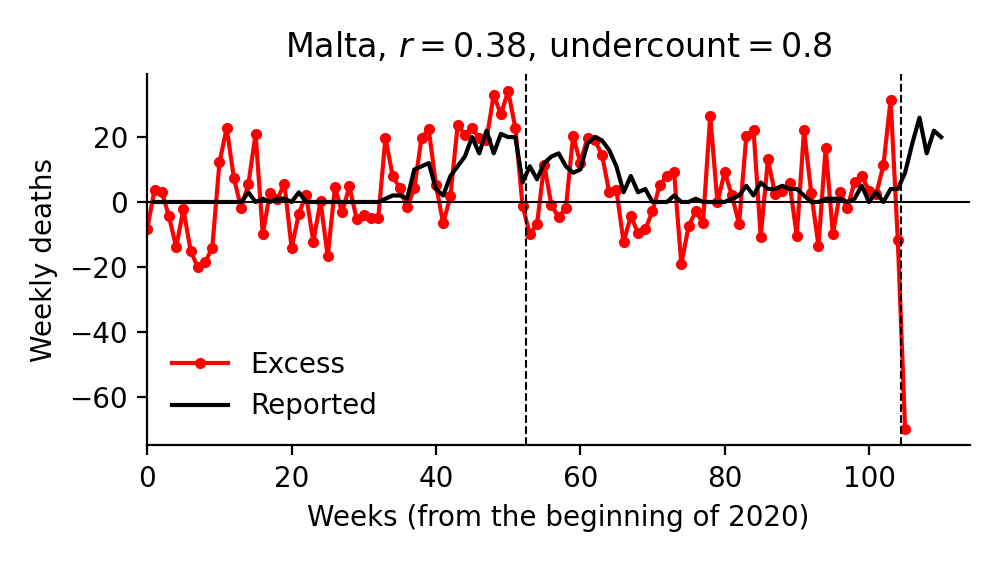 Malta, r = 0.38, undercount = 0.8
Weekly deaths
20
0
−20
−40
−60
Excess
Reported
0 20 40 60 80 100
Weeks (from the beginning of 2020)